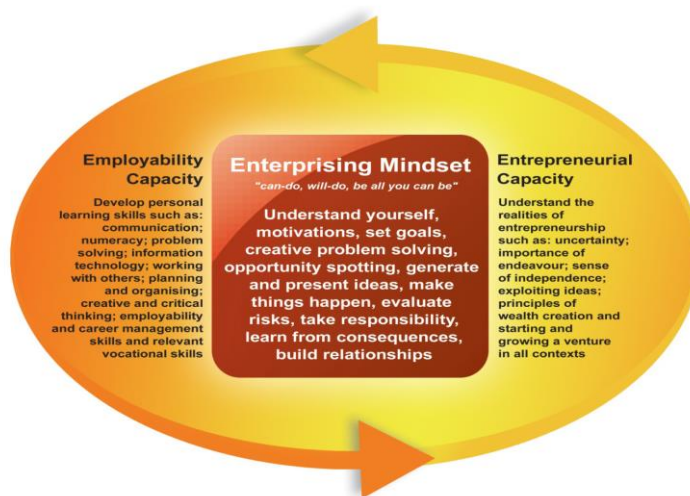 Employability
Capacity
Develop personal
learning skills such as:
communication;
numeracy; problem
solving; information
technology; working
with others; planning
and organising;
creative and critical
thinking; employability
and career management
skills and relevant
vocational skills
Enterprising Mindset
"can-do, will-do, be all you can be"
Understand yourself,
motivations, set goals,
creative problem solving,
opportunity spotting, generate
and present ideas, make
things happen, evaluate
risks, take responsibility,
learn from consequences,
build relationships
Entrepreneurial
Capacity
Understand the
realities of
entrepreneurship
such as: uncertainty;
importance of
endeavour; sense
of independence;
exploiting ideas;
principles of
wealth creation and
starting and
growing a venture
in all contexts